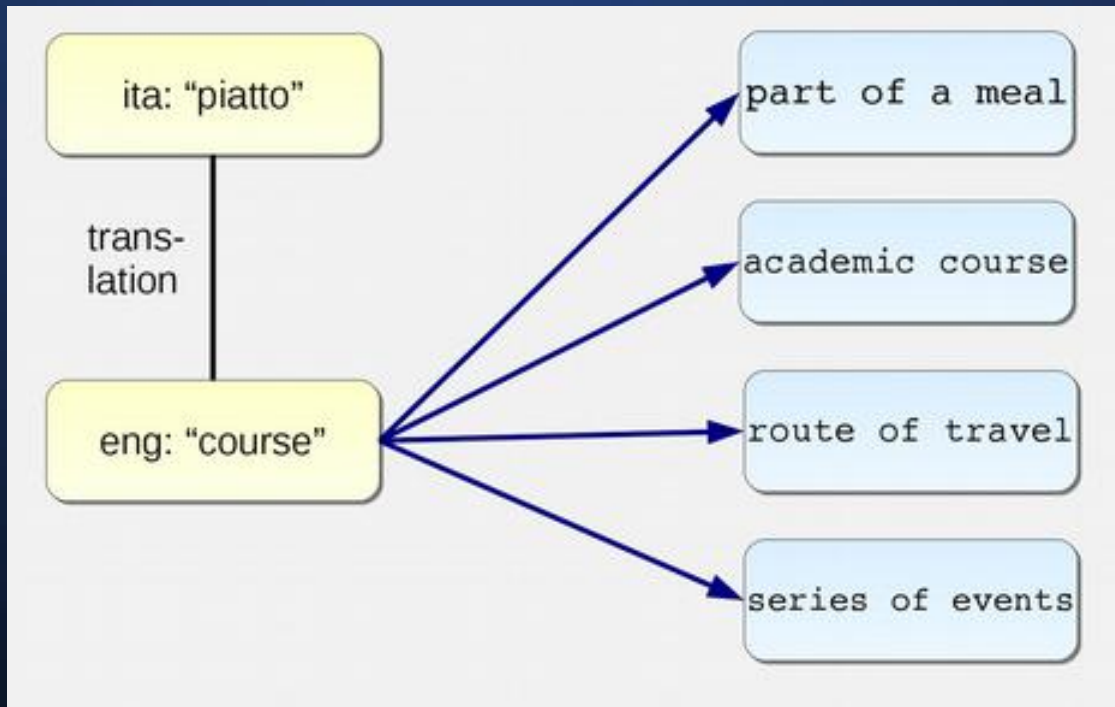 ita: “piatto”
trans-
lation
eng: “course”
part of a meal
academic course
route of travel
series of events